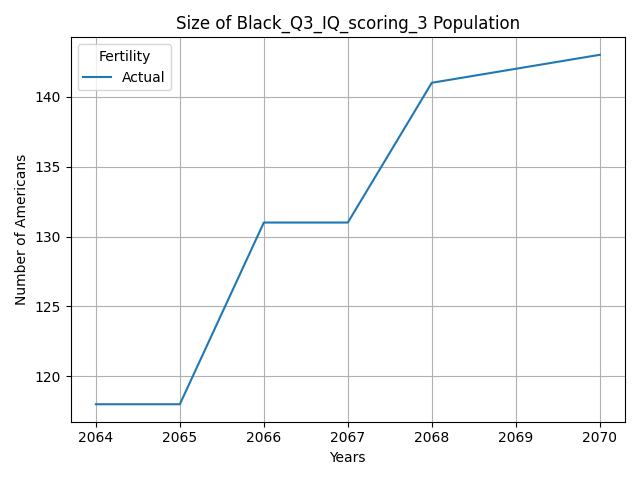 Size of Black_Q3_IQ_scoring_3 Population
Fertility
Actual
Number of Americans
140
135
130
125
120
2064 2065 2066 2067 2068 2069 2070
Years